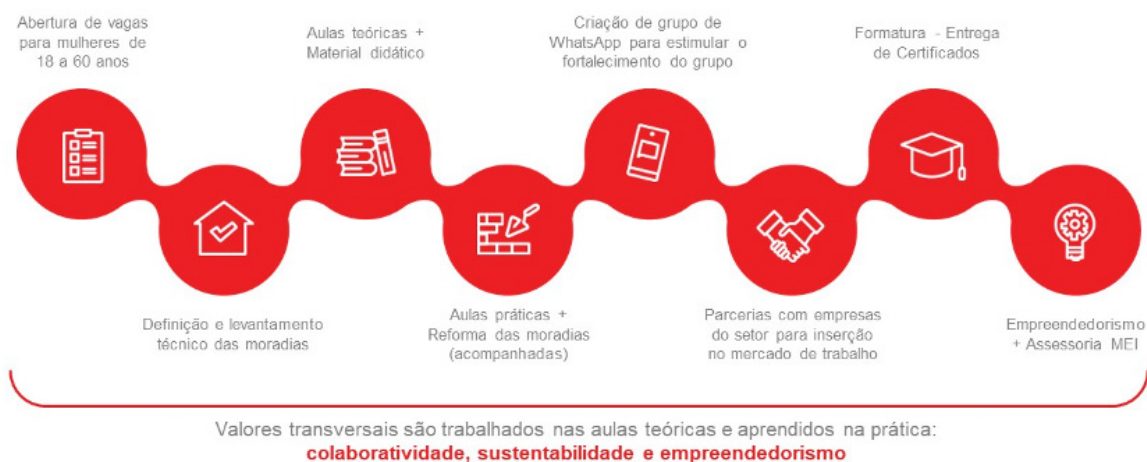 Abertura de vagas
para mulheres de
18 a 60 anos
Definição e levantamento
técnico das moradias
Aulas teóricas +
Material didático
Aulas práticas +
Reforma das moradias
(acompanhadas)
Criação de grupo de
WhatsApp para estimular o
fortalecimento do grupo
Parcerias com empresas
do setor para inserção
no mercado de trabalho
Formatura - Entrega
de Certificados
Empreendedorismo
+ Assessoria MEI
Valores transversais são trabalhados nas aulas teóricas e aprendidos na prática:
colaboratividade, sustentabilidade e empreendedorismo